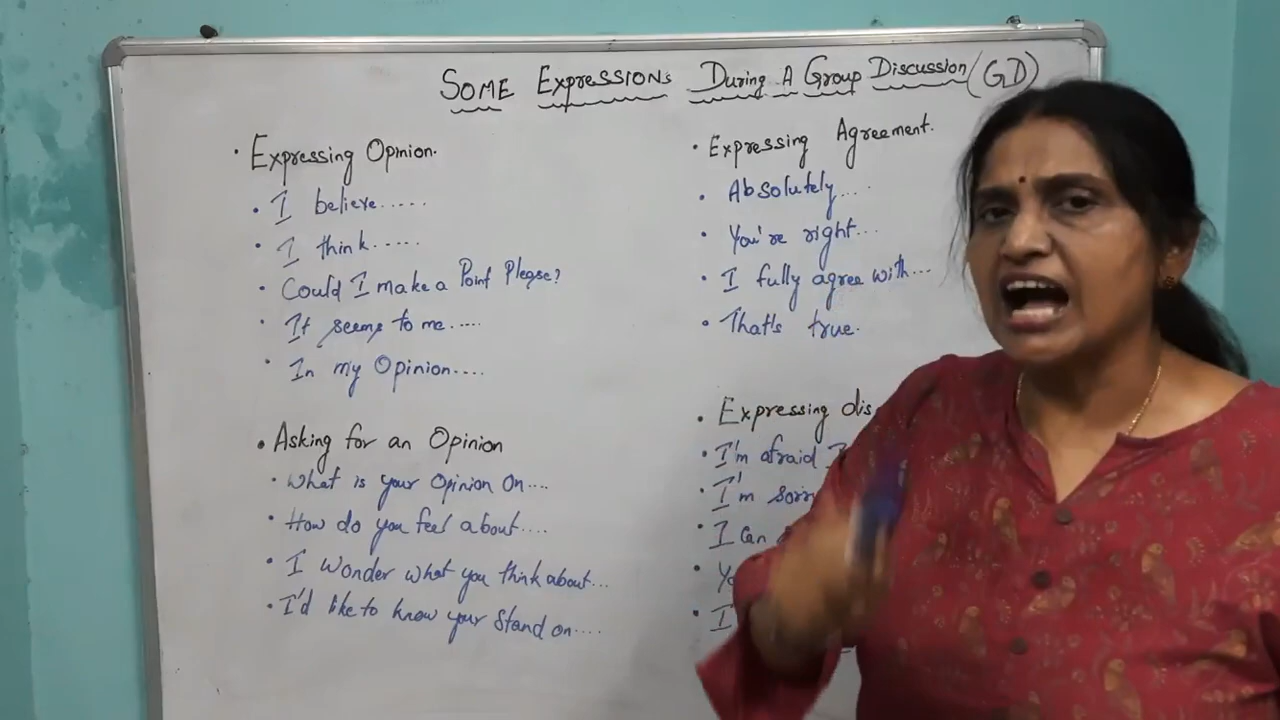 SOME EXPRESSIONS DURING A GROUP DISCUSSION (GD)
• Expressing Opinion.
• I believe.....
• I think.....
• Could I make a Point Please?
• It seems to me.....
• In my Opinion....
• Asking for an Opinion
• What is your Opinion On....
• How do you feel about....
• I wonder what you think about...
• I'd like to know your Stand on....
• Expressing Agreement.
• Absolutely....
• You're right...
• I fully agree with...
• That's true.
• Expressing dis
• I'm afraid I
• I'm sorry
• I can
• Yo
• I